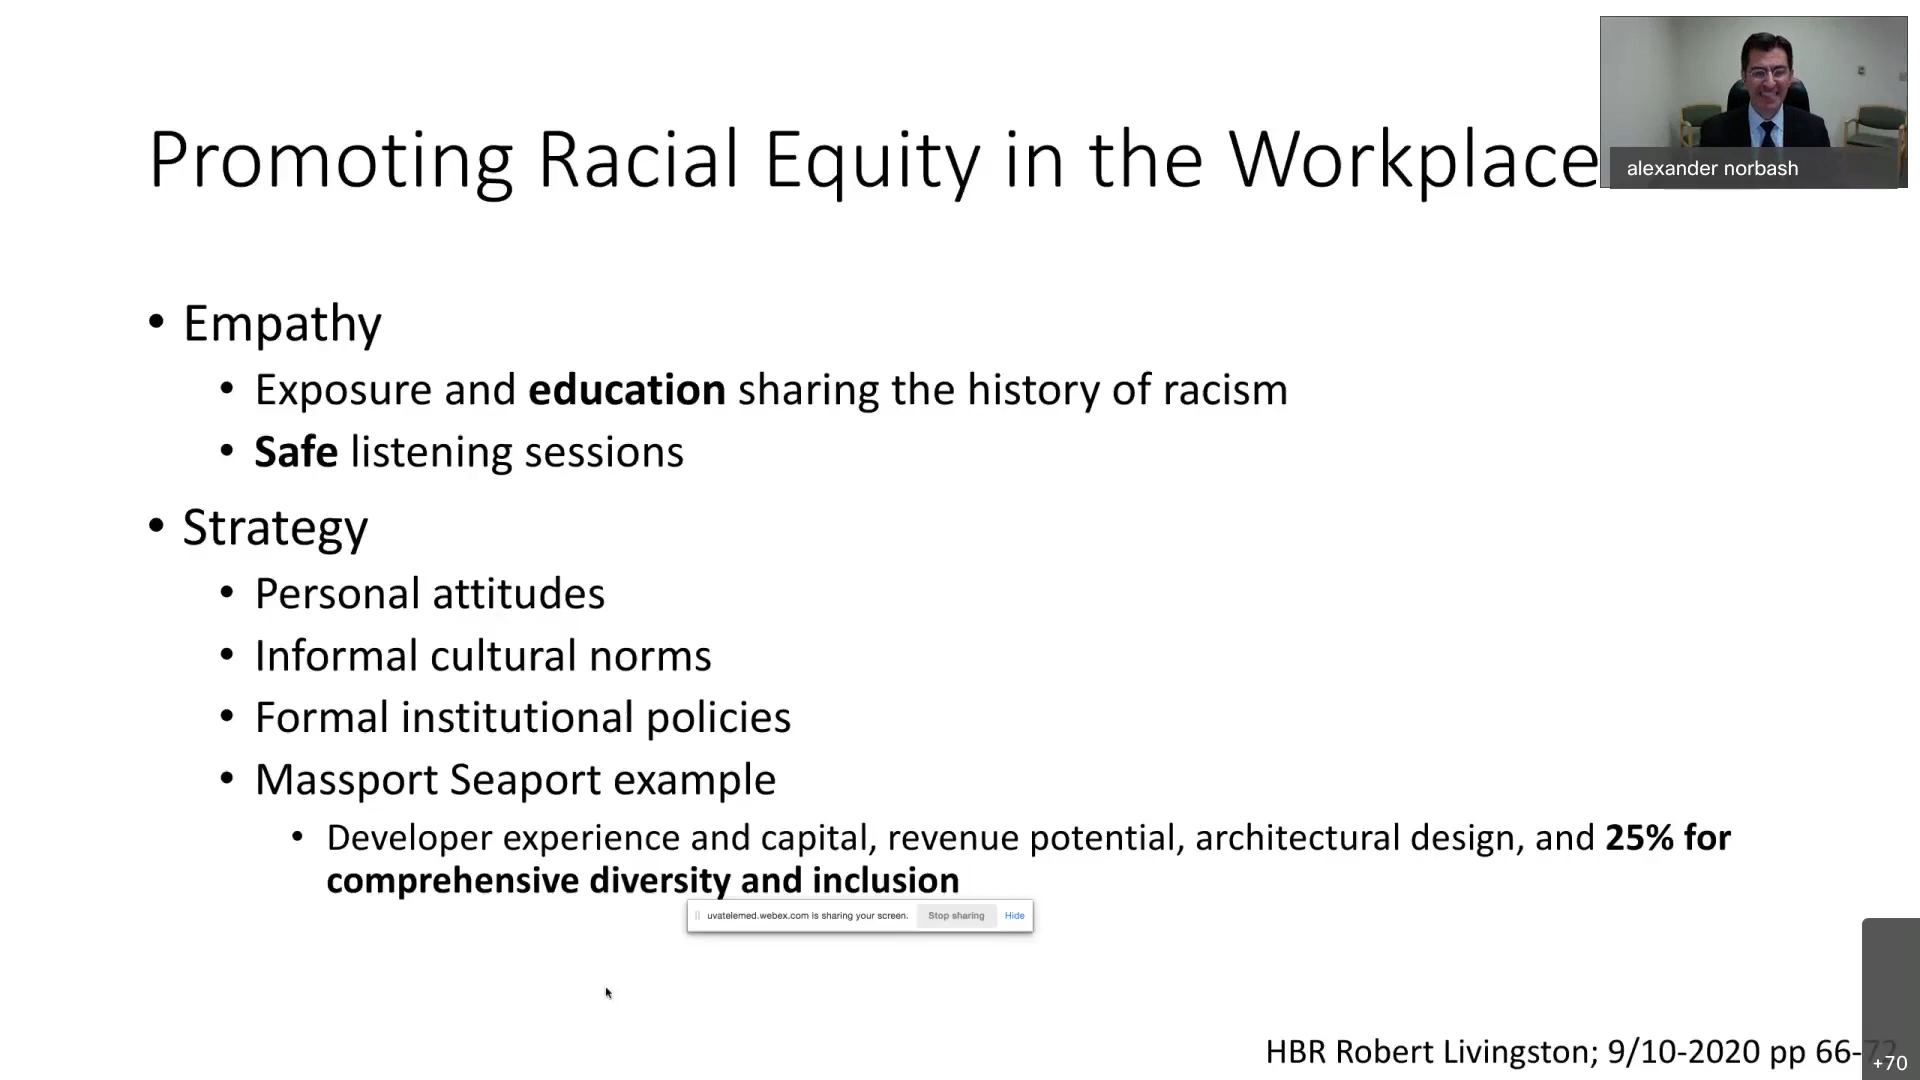 Promoting Racial Equity in the Workplace
alexander norbash
• Empathy
• Exposure and education sharing the history of racism
• Safe listening sessions
• Strategy
• Personal attitudes
• Informal cultural norms
• Formal institutional policies
• Massport Seaport example
• Developer experience and capital, revenue potential, architectural design, and 25% for
comprehensive diversity and inclusion
uvatelemed.webex.com is sharing your screen. Stop sharing Hide
HBR Robert Livingston; 9/10-2020 pp 66-72
+70